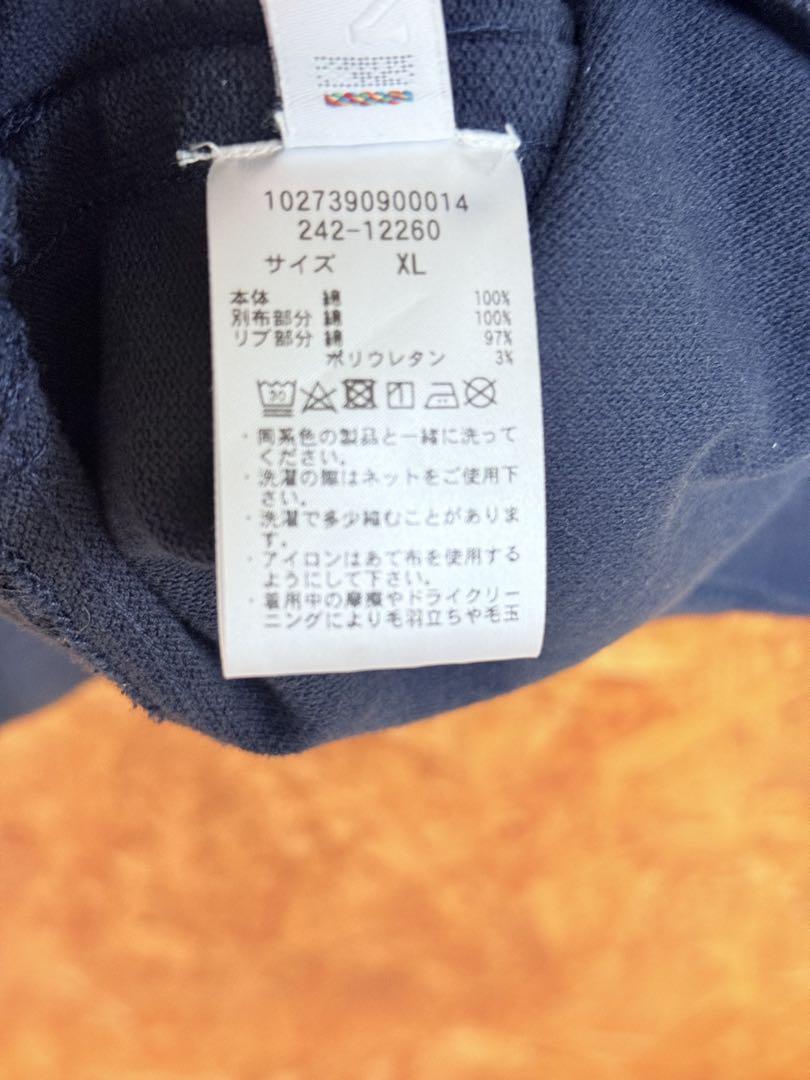 1027390900014
242-12260
サイズ XL
本体 綿 100%
別布部分 綿 100%
リブ部分 綿 97%
ポリウレタン 3%
30
・同系色の製品と一緒に洗って
ください。
・洗濯の際はネットをご使用下
さい。
・洗濯で多少縮むことがありま
す。
・アイロンはあて布を使用する
ようにして下さい。
・着用中の摩擦やドライクリー
ニングにより毛羽立ちや毛玉